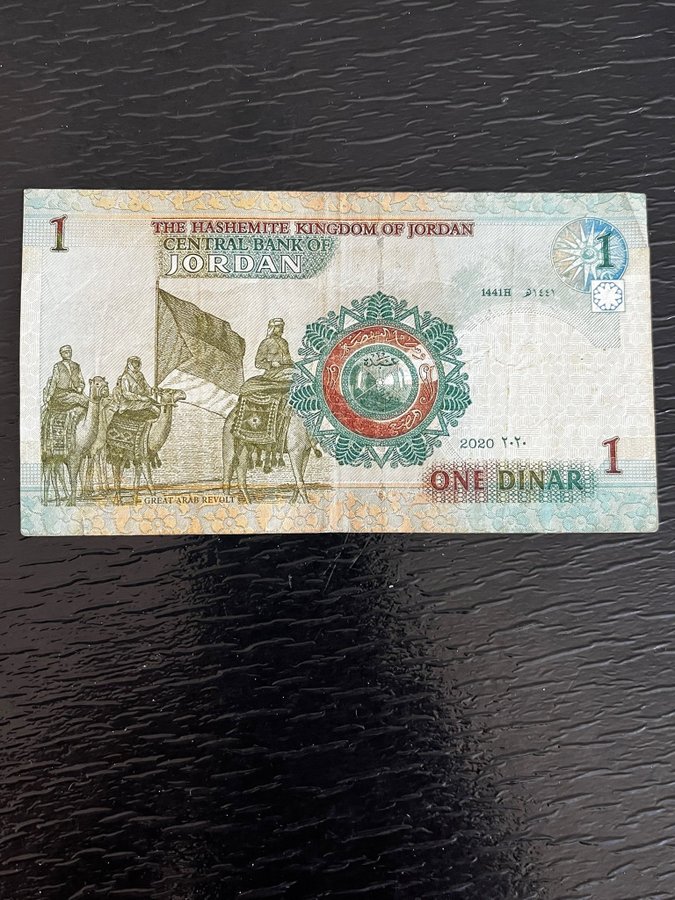 1
THE HASHEMITE KINGDOM OF JORDAN
CENTRAL BANK OF
JORDAN
1
1441H ١٤٤١هـ
2020 ٢٠٢٠
1
ONE DINAR
GREAT ARAB REVOLT